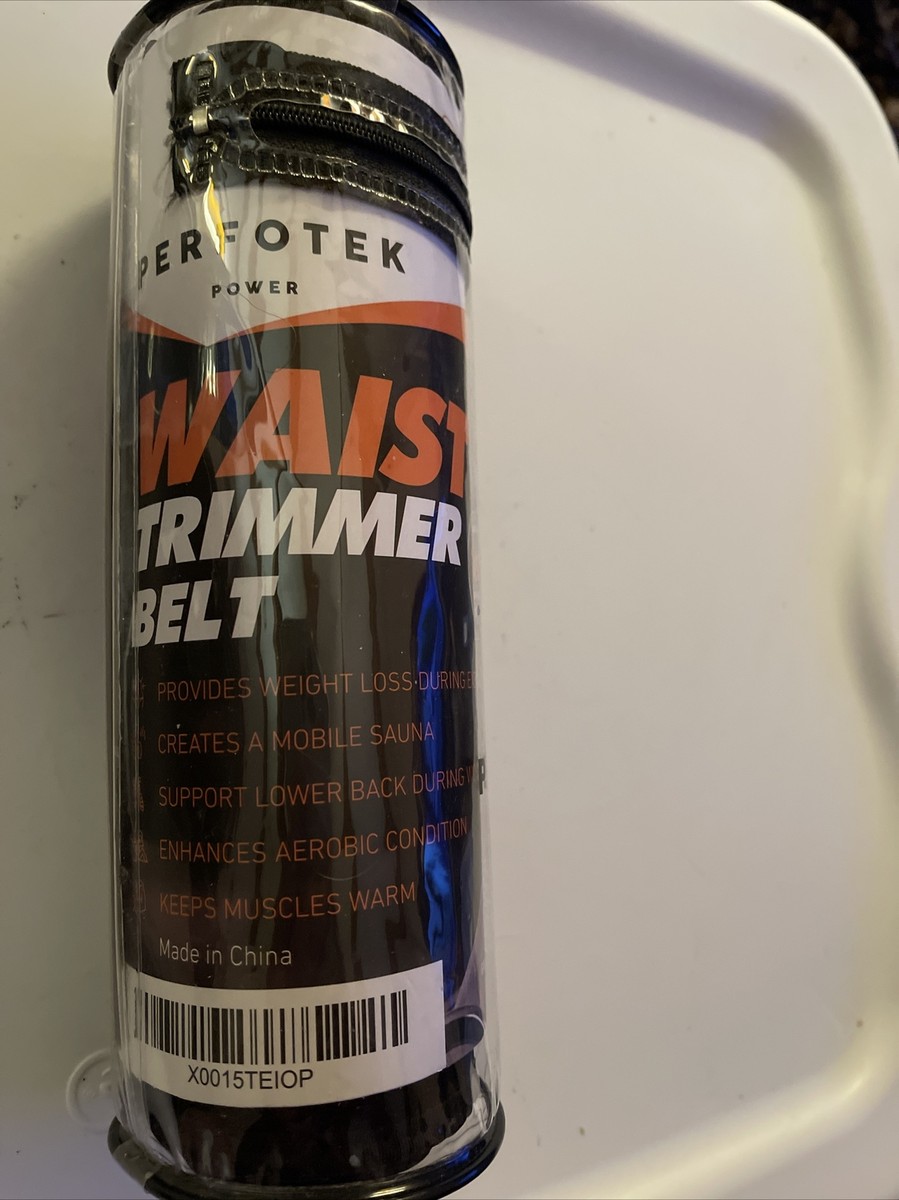 PERFOTEK
POWER
WAIST
TRIMMER
BELT
PROVIDES WEIGHT LOSS DURING
CREATES A MOBILE SAUNA
SUPPORT LOWER BACK DURING
ENHANCES AEROBIC CONDITION
KEEPS MUSCLES WARM
Made in China
X0015TEIOP